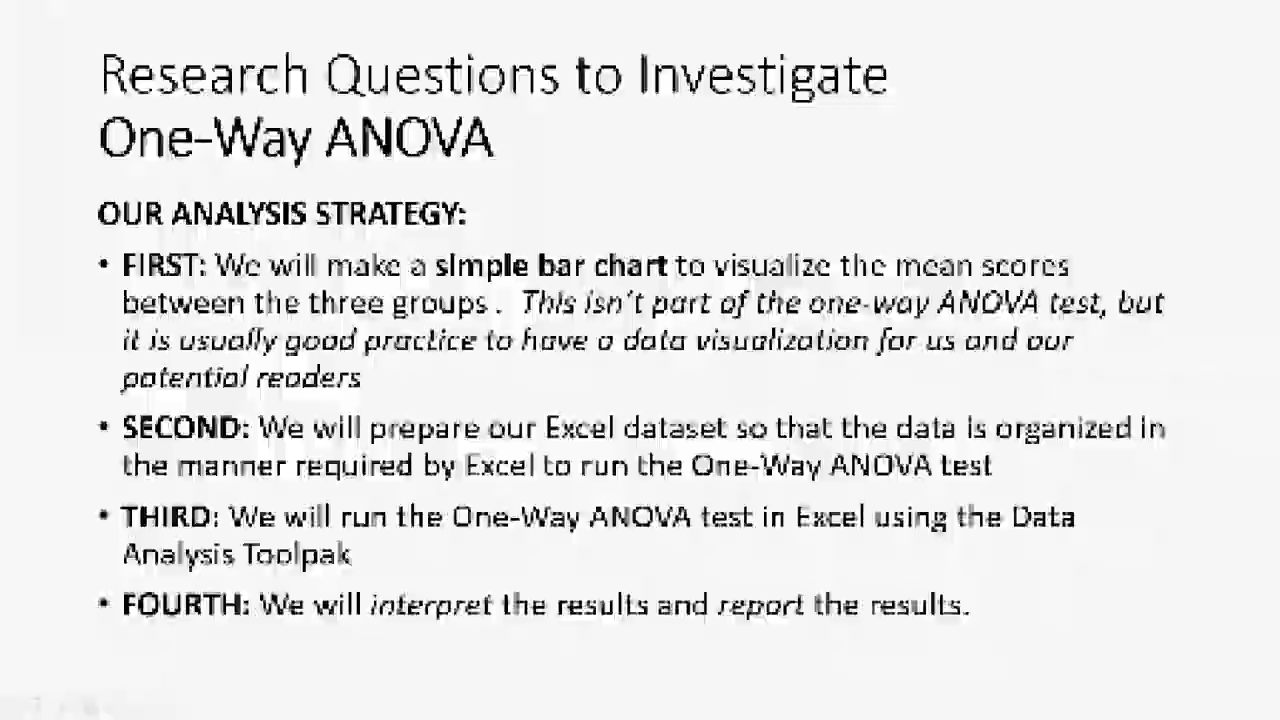 Research Questions to Investigate
One-Way ANOVA
OUR ANALYSIS STRATEGY:
• FIRST: We will make a simple bar chart to visualize the mean scores
between the three groups . This isn't part of the one-way ANOVA test, but
it is usually good practice to have a data visualization for us and our
potential readers
• SECOND: We will prepare our Excel dataset so that the data is organized in
the manner required by Excel to run the One-Way ANOVA test
• THIRD: We will run the One-Way ANOVA test in Excel using the Data
Analysis Toolpak
• FOURTH: We will interpret the results and report the results.